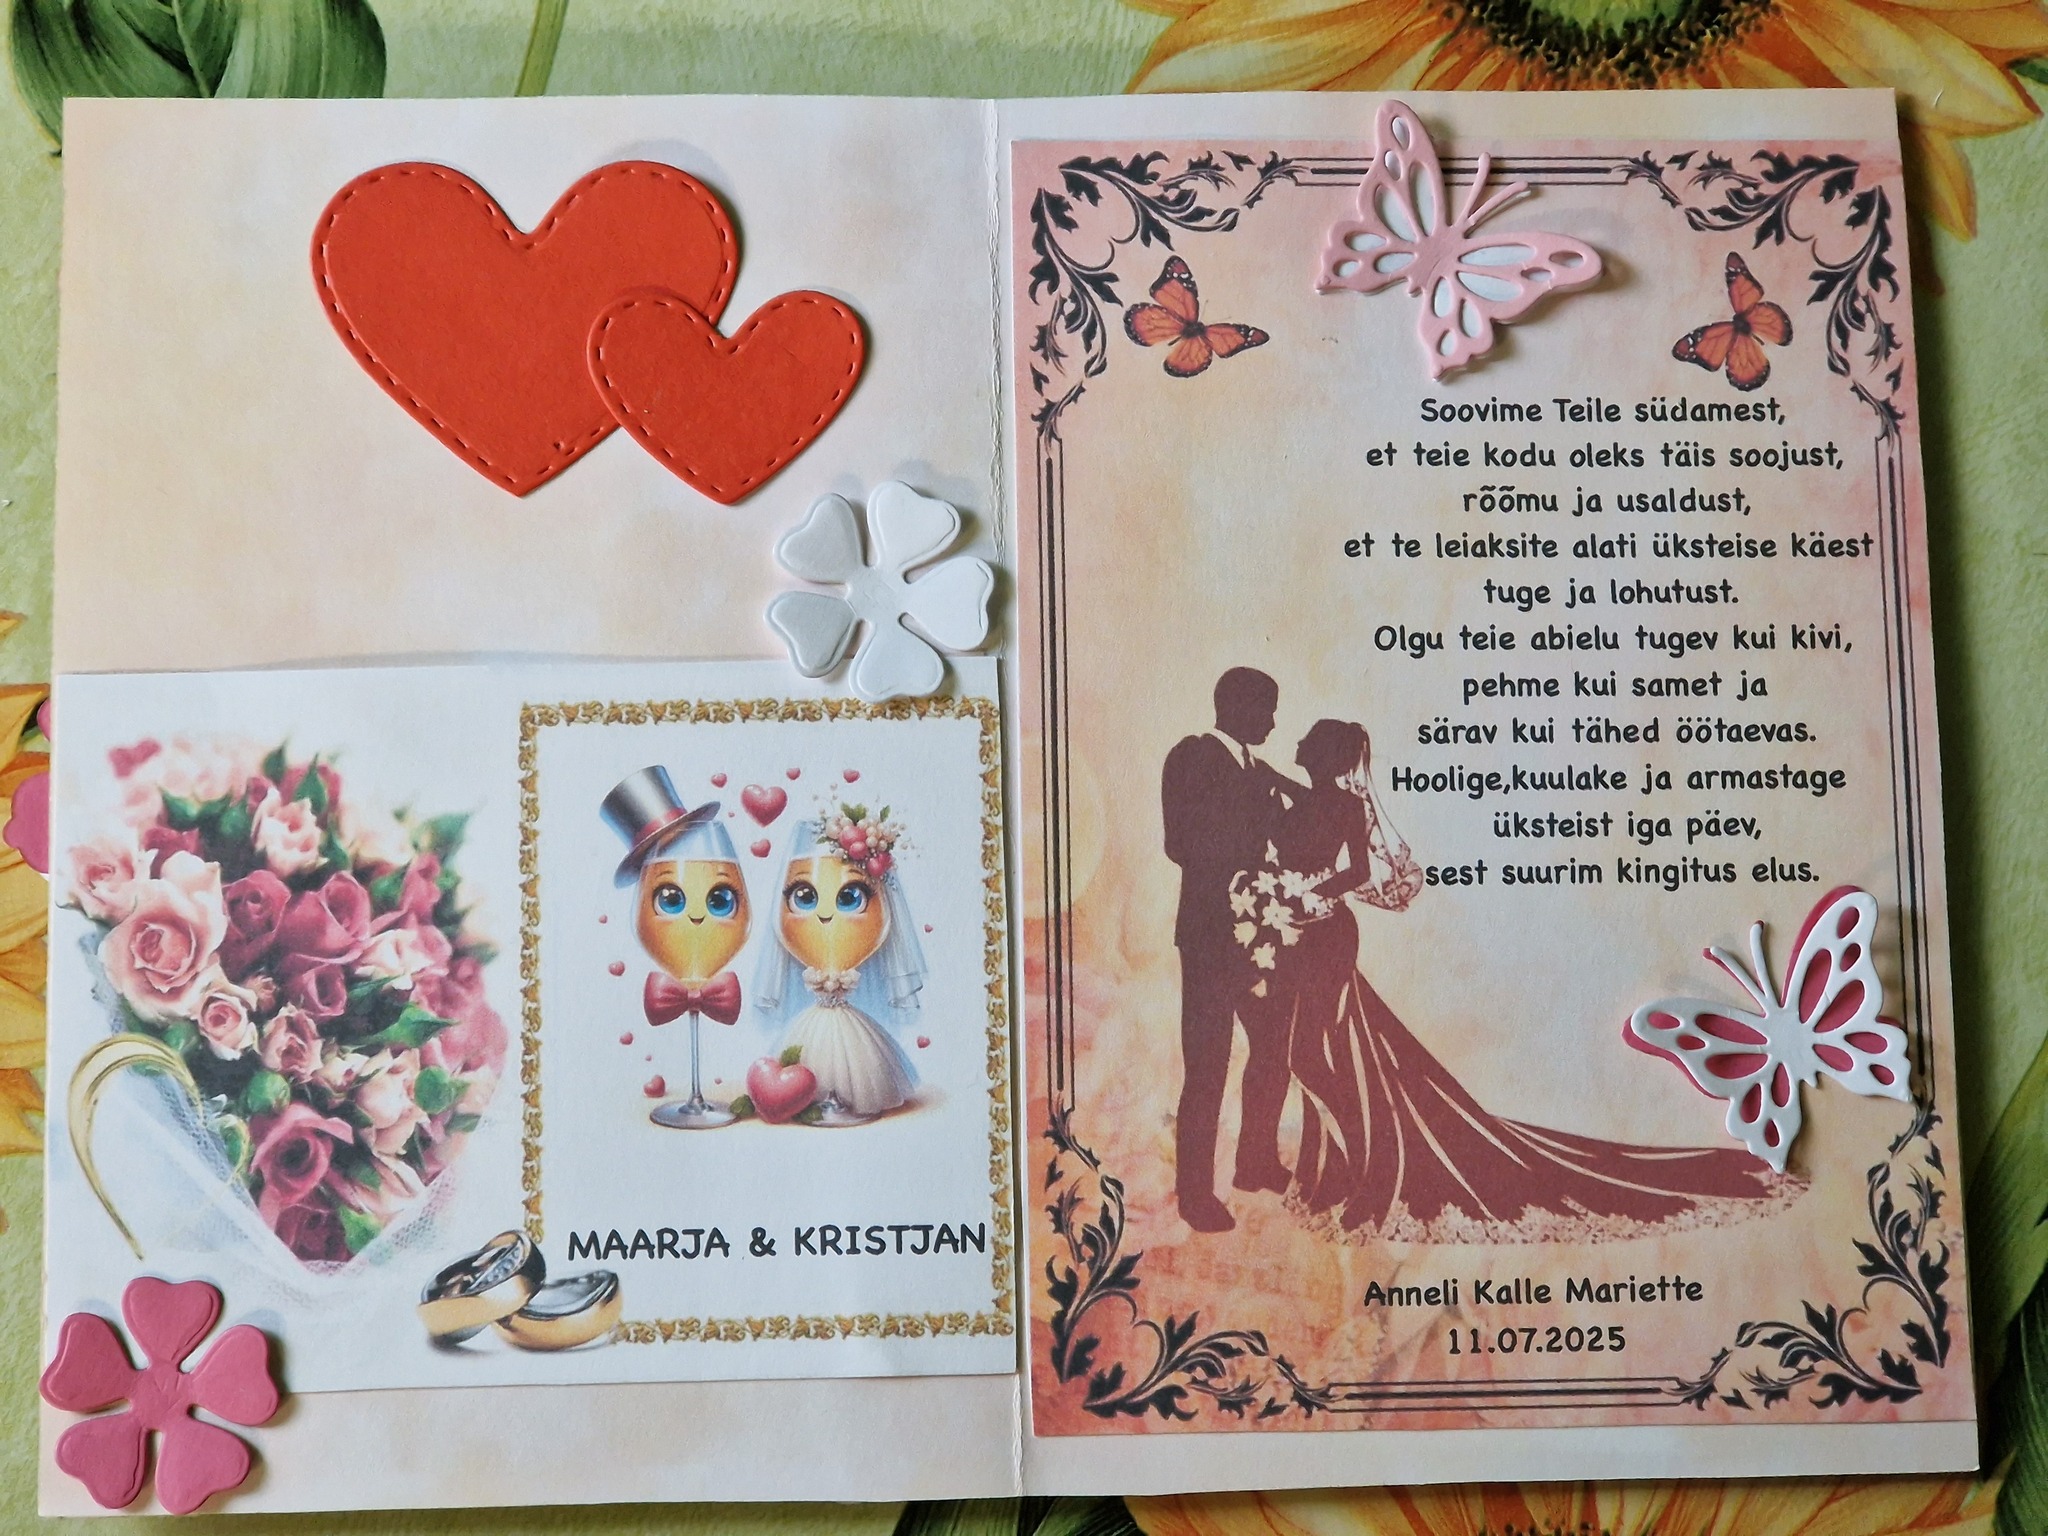 MAARJA & KRISTJAN
Soovime Teile südamest,
et teie kodu oleks täis soojust,
rõõmu ja usaldust,
et te leiaksite alati üksteise käest
tuge ja lohutust.
Olgu teie abielu tugev kui kivi,
pehme kui samet ja
särav kui tähed öötaevas.
Hoolige,kuulake ja armastage
üksteist iga päev,
sest suurim kingitus elus.
Anneli Kalle Mariette
11.07.2025